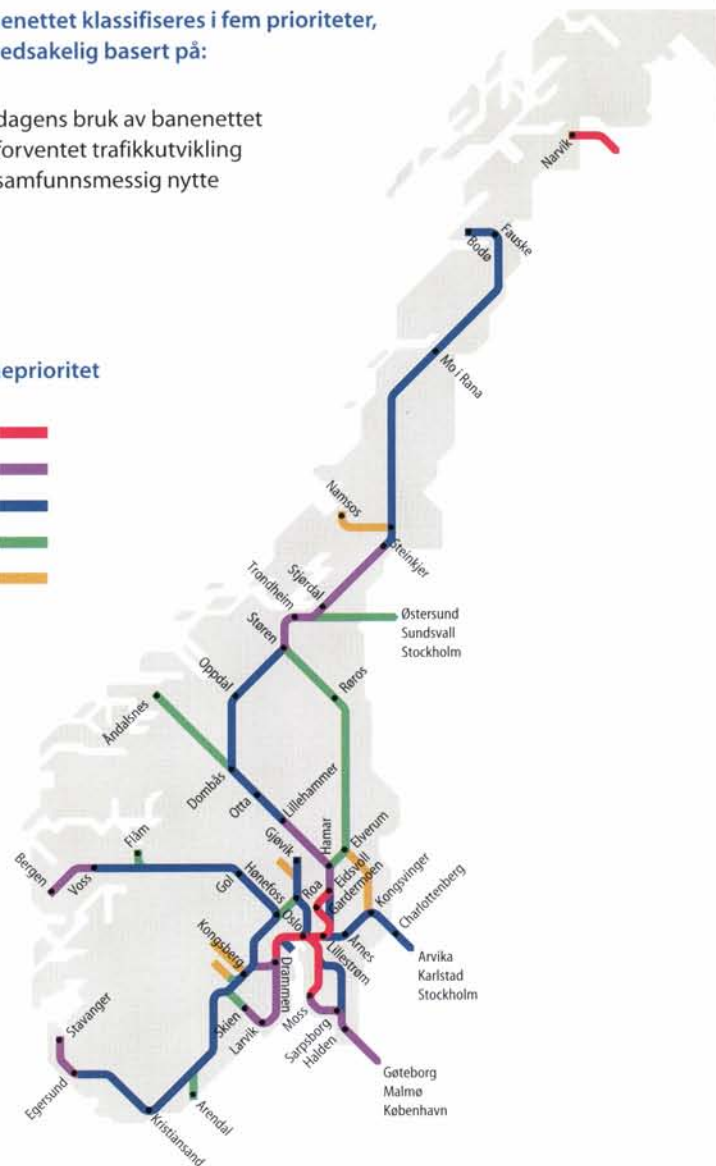 enettet klassifiseres i fem prioriteter,
edsakelig basert på:
dagens bruk av banenettet
forventet trafikkutvikling
samfunnsmessig nytte
eprioritet
Narvik
Bodø
Fauske
Mo i Rana
Namsos
Steinkjer
Stjørdal
Trondheim
Østersund
Sundsvall
Stockholm
Støren
Oppdal
Røros
Åndalsnes
Dombås
Otta
Lillehammer
Hamar
Elverum
Gjøvik
Flåm
Bergen
Voss
Gol
Hønefoss
Roa
Eidsvoll
Gardermoen
Kongsvinger
Charlottenberg
Oslo
Årnes
Lillestrøm
Arvika
Karlstad
Stockholm
Kongsberg
Drammen
Stavanger
Skien
Larvik
Moss
Sarpsborg
Halden
Egersund
Gøteborg
Malmø
København
Arendal
Kristiansand